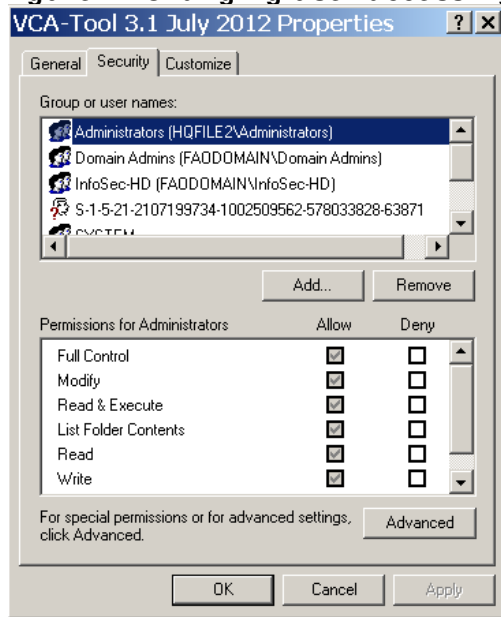 VCA-Tool 3.1 July 2012 Properties
General Security Customize
Group or user names:
Administrators (HQFILE2\Administrators)
Domain Admins (FAODOMAIN\Domain Admins)
InfoSec-HD (FAODOMAIN\InfoSec-HD)
S-1-5-21-2107199734-1002509562-578033828-63871
SYSTEM
Add... Remove
Permissions for Administrators Allow Deny
Full Control
Modify
Read & Execute
List Folder Contents
Read
Write
For special permissions or for advanced settings,
click Advanced.
Advanced
OK Cancel Apply